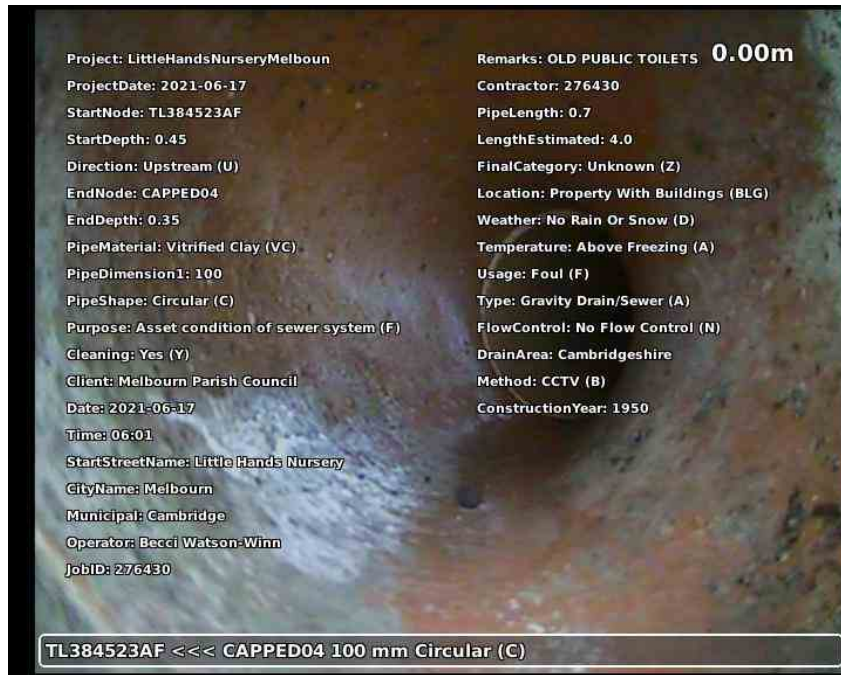 Project: LittleHandsNurseryMelboun
ProjectDate: 2021-06-17
StartNode: TL384523AF
StartDepth: 0.45
Direction: Upstream (U)
EndNode: CAPPED04
EndDepth: 0.35
PipeMaterial: Vitrified Clay (VC)
PipeDimension1: 100
PipeShape: Circular (C)
Purpose: Asset condition of sewer system (F)
Cleaning: Yes (Y)
Client: Melbourn Parish Council
Date: 2021-06-17
Time: 06:01
StartStreetName: Little Hands Nursery
CityName: Melbourn
Municipal: Cambridge
Operator: Becci Watson-Winn
JobID: 276430
Remarks: OLD PUBLIC TOILETS
0.00m
Contractor: 276430
PipeLength: 0.7
LengthEstimated: 4.0
FinalCategory: Unknown (Z)
Location: Property With Buildings (BLG)
Weather: No Rain Or Snow (D)
Temperature: Above Freezing (A)
Usage: Foul (F)
Type: Gravity Drain/Sewer (A)
FlowControl: No Flow Control (N)
DrainArea: Cambridgeshire
Method: CCTV (B)
ConstructionYear: 1950
TL384523AF <<< CAPPED04 100 mm Circular (C)